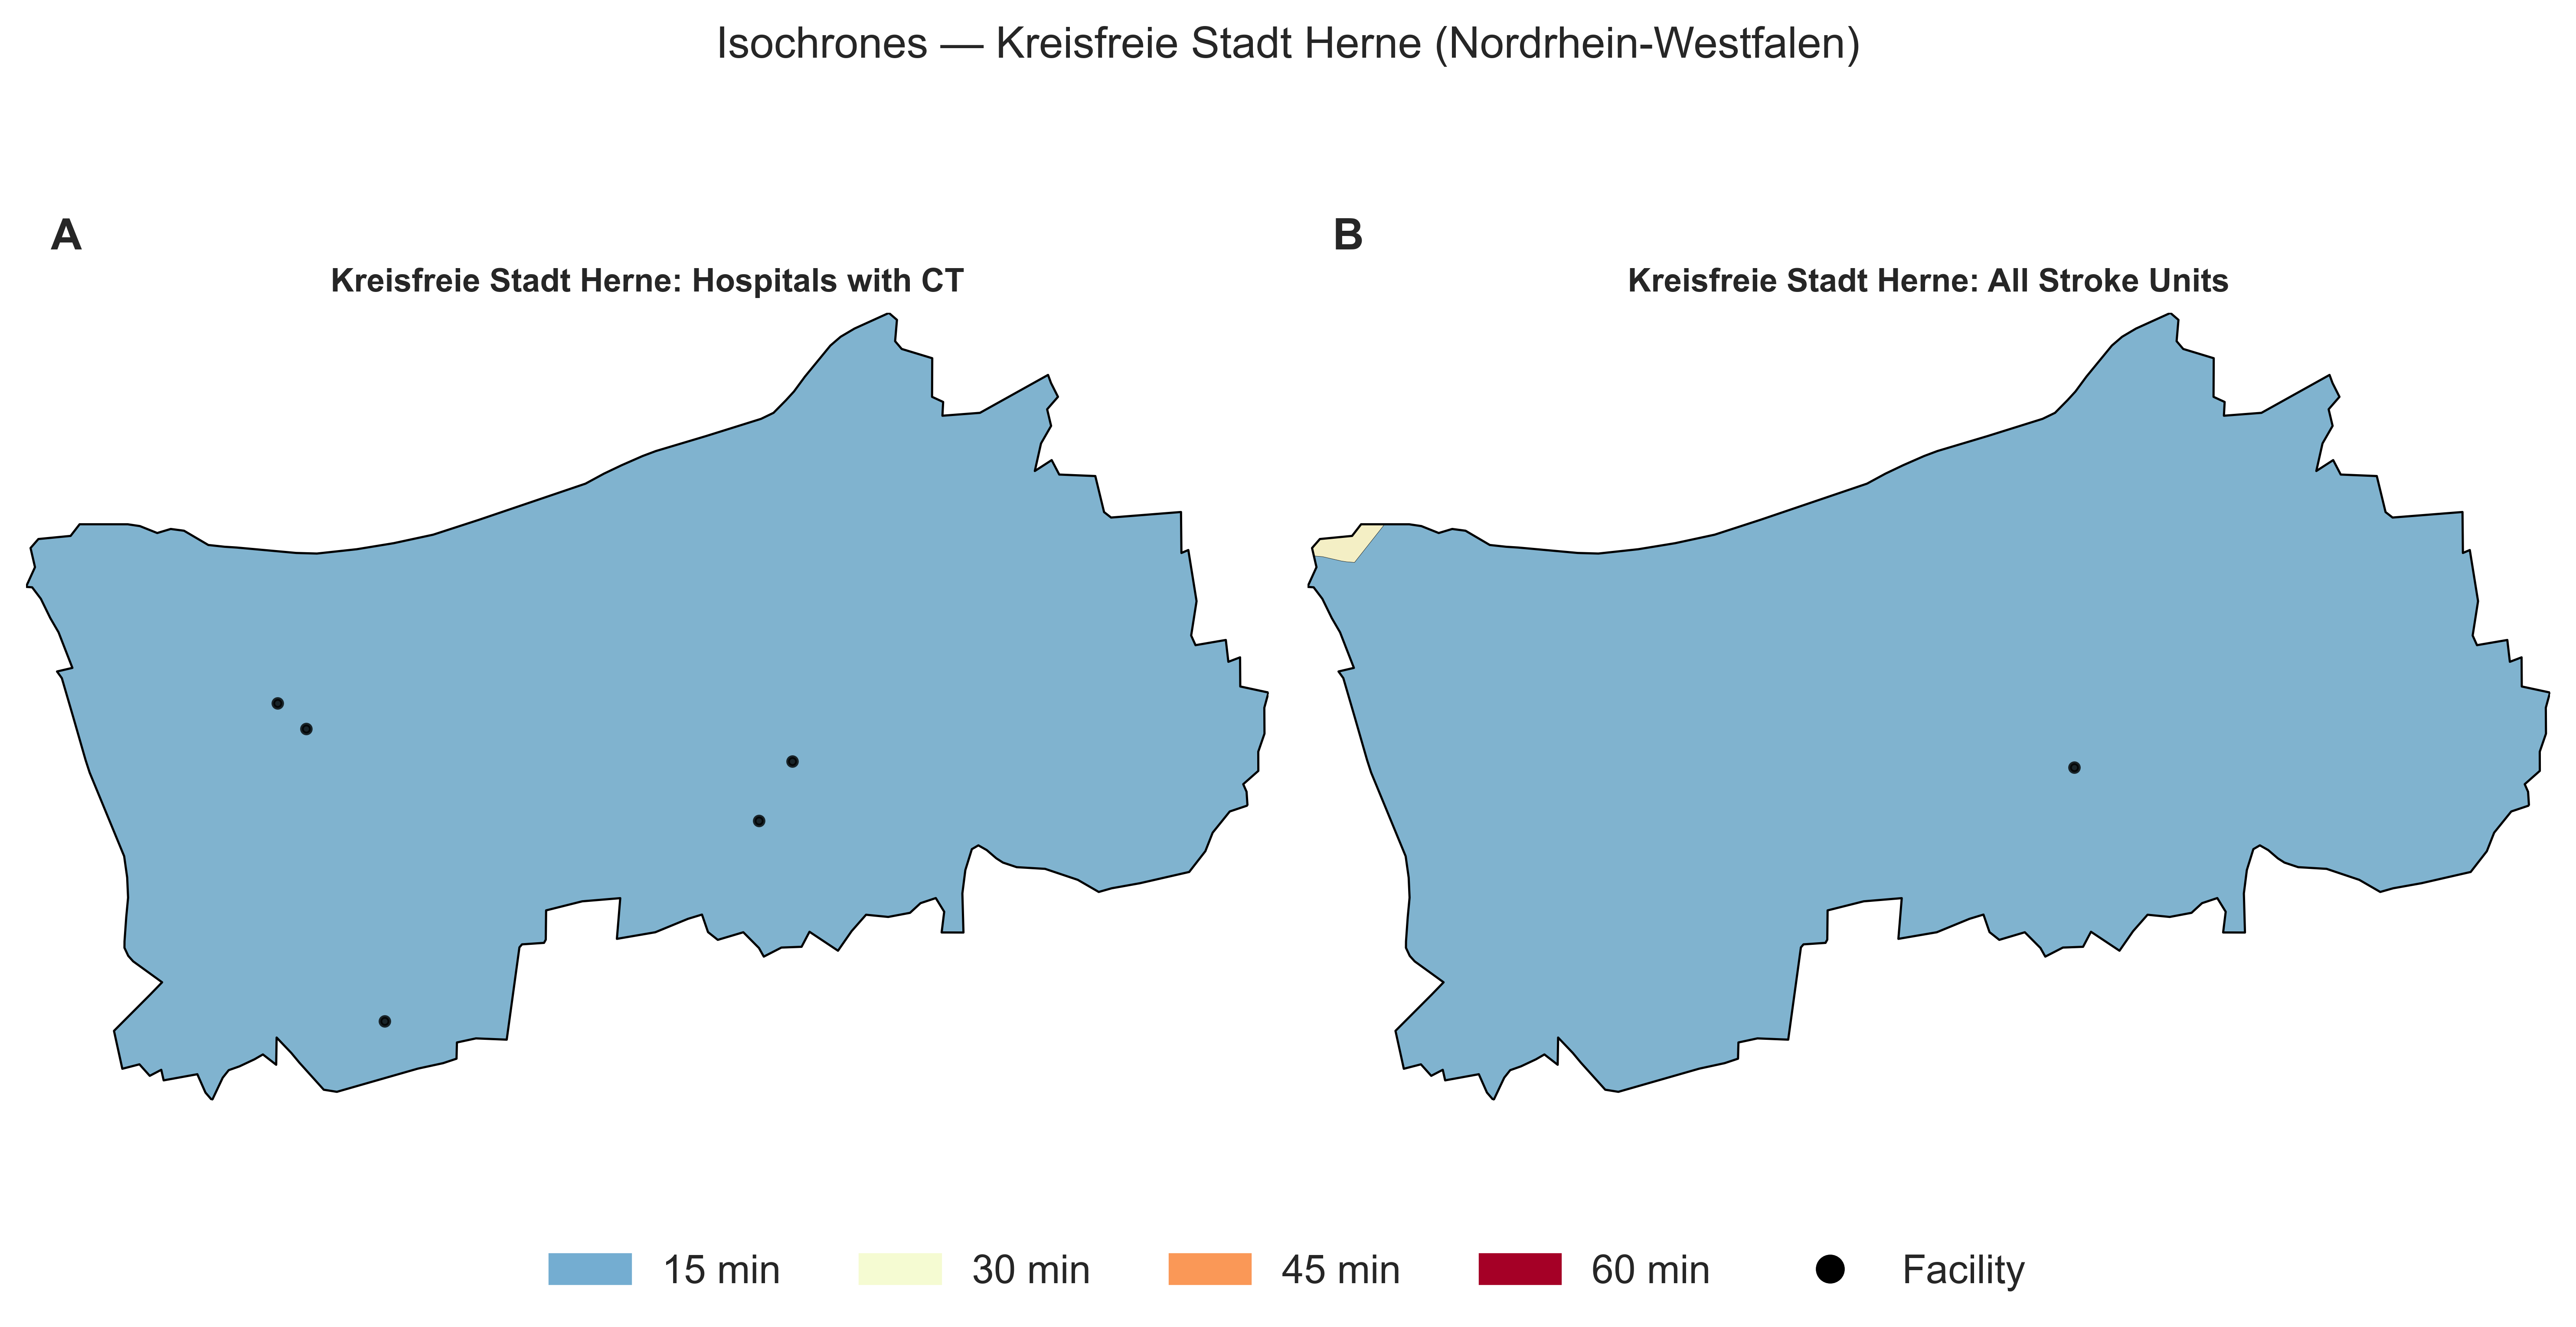 Isochrones — Kreisfreie Stadt Herne (Nordrhein-Westfalen)
A
Kreisfreie Stadt Herne: Hospitals with CT
B
Kreisfreie Stadt Herne: All Stroke Units
15 min
30 min
45 min
60 min
Facility